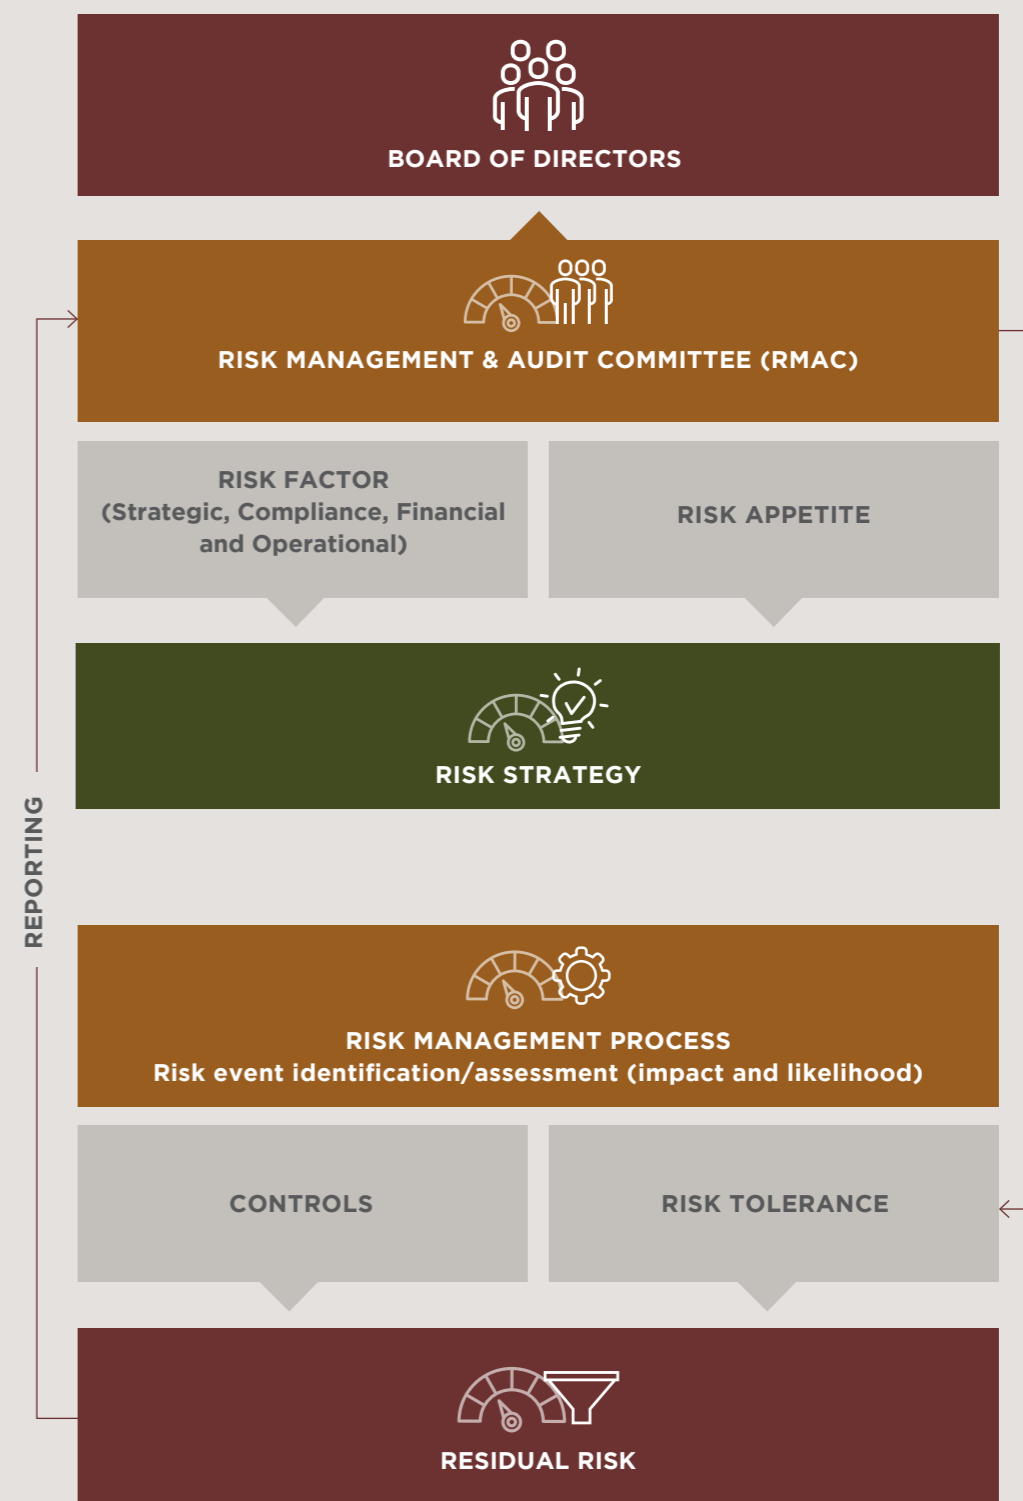 BOARD OF DIRECTORS
RISK MANAGEMENT & AUDIT COMMITTEE (RMAC)
RISK FACTOR
(Strategic, Compliance, Financial
and Operational)
RISK APPETITE
RISK STRATEGY
REPORTING
RISK MANAGEMENT PROCESS
Risk event identification/assessment (impact and likelihood)
CONTROLS
RISK TOLERANCE
RESIDUAL RISK